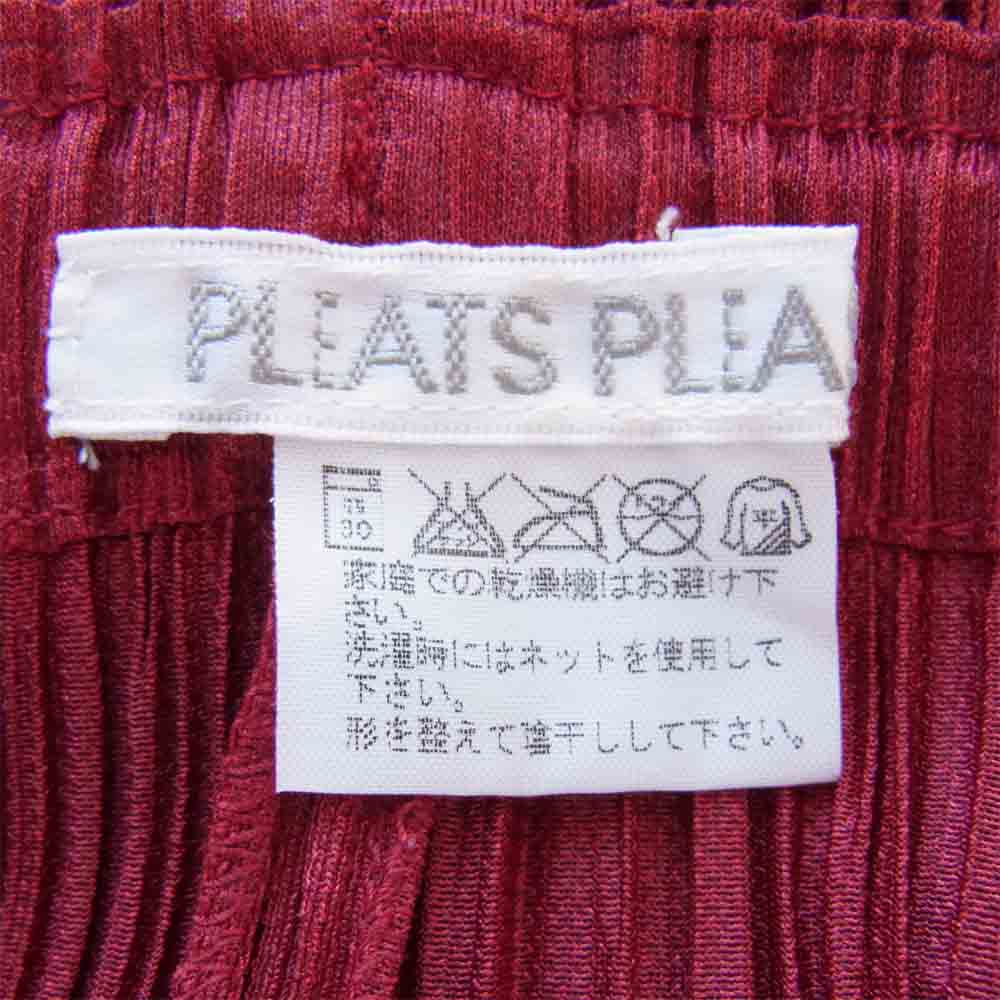 PLEATS PLEA
弱
30
家庭での乾燥機はお避け下
さい。
洗濯時にはネットを使用して
下さい。
形を整えて陰干しして下さい。